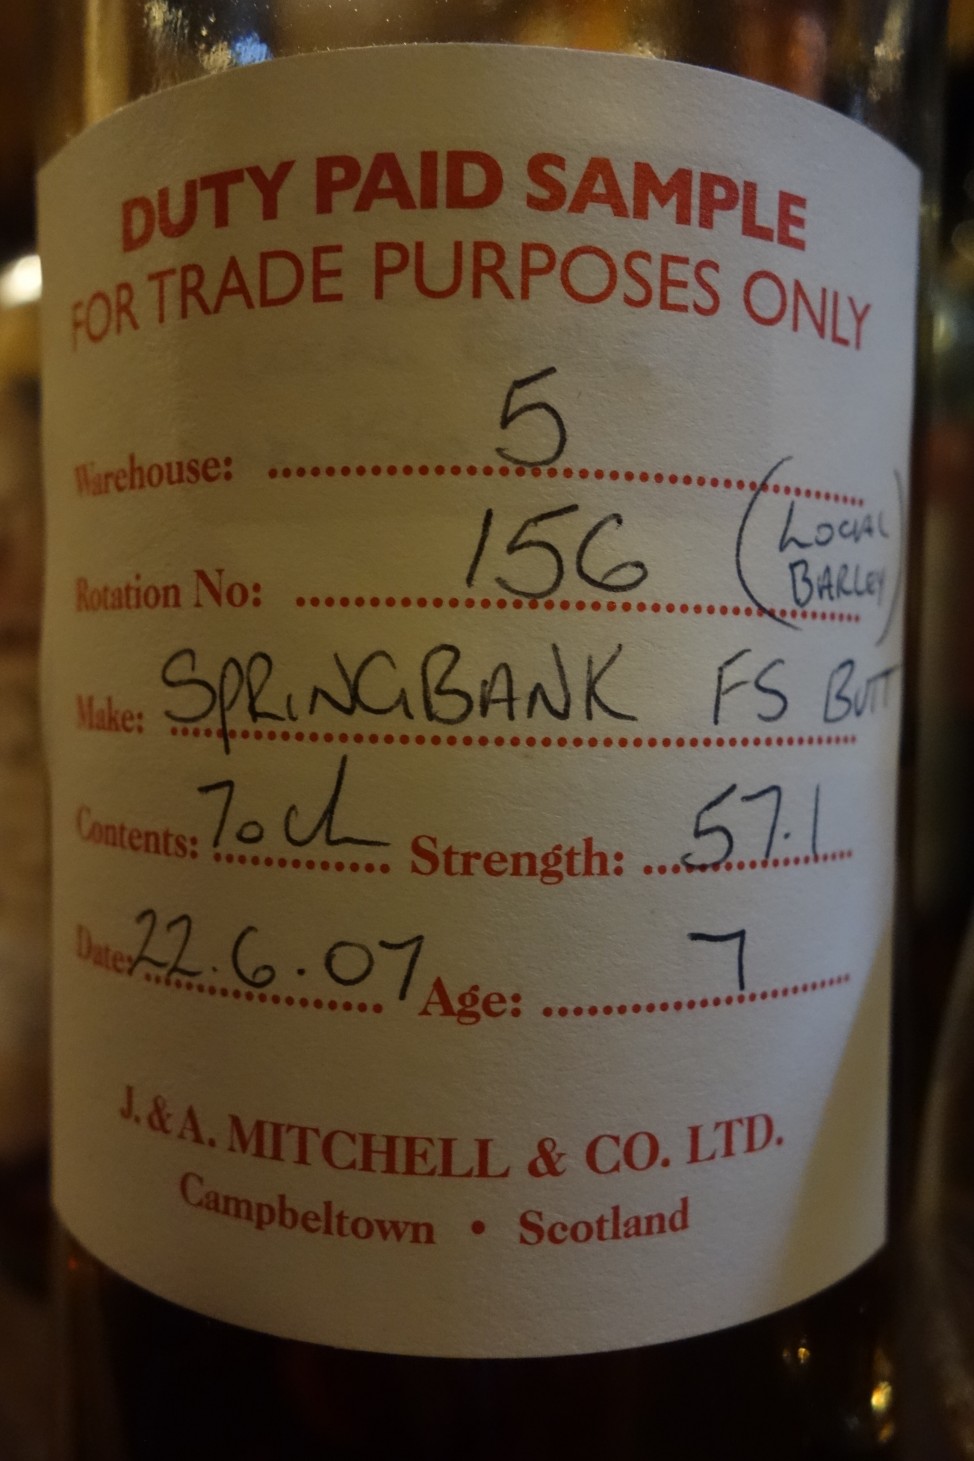 DUTY PAID SAMPLE
FOR TRADE PURPOSES ONLY
Warehouse: 5
Rotation No: 156 (LOCAL BARLEY)
Make: SPRINGBANK FS BUTT
Contents: 70cl Strength: 57.1
Date: 22.6.07 Age: 7
J. & A. MITCHELL & CO. LTD.
Campbeltown • Scotland